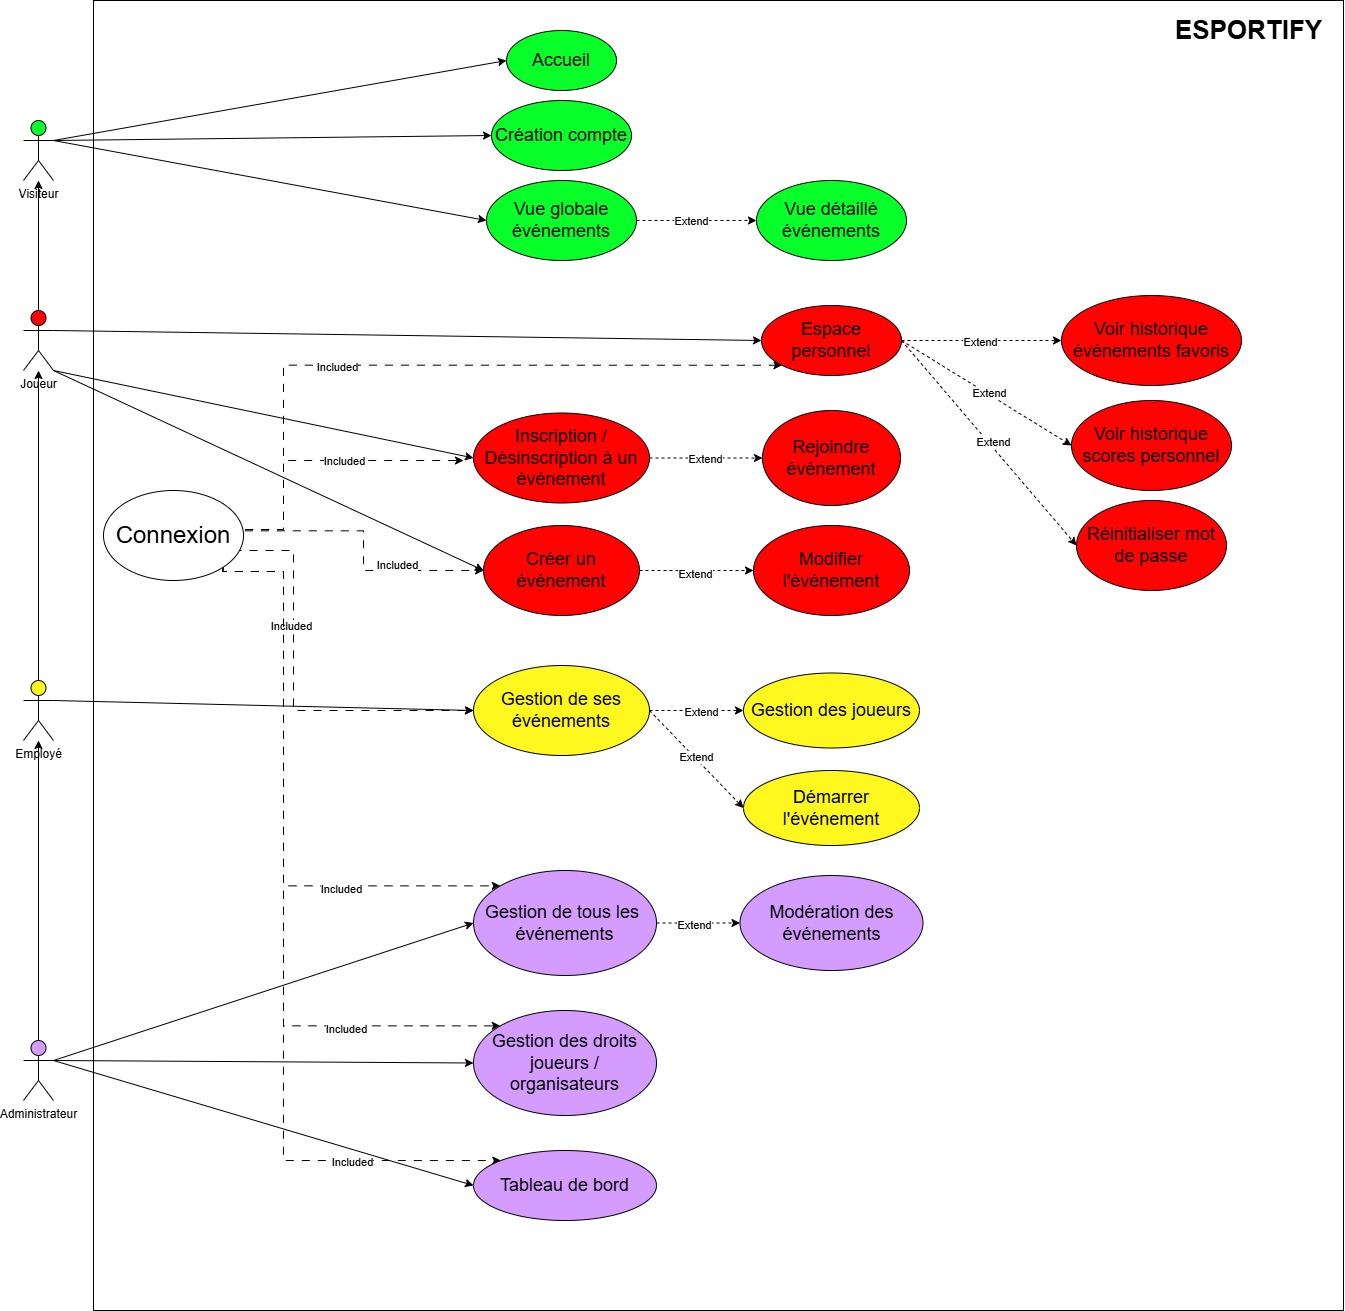 ESPORTIFY
Accueil
Création compte
Visiteur
Vue globale
événements
Extend
Vue détaillé
événements
Joueur
Espace
personnel
Extend
Voir historique
événements favoris
Included
Extend
Voir historique
scores personnel
Inscription /
Désinscription à un
événement
Included
Extend
Rejoindre
événement
Extend
Réinitialiser mot
de passe
Connexion
Included
Créer un
événement
Extend
Modifier
l'événement
Included
Employé
Gestion de ses
événements
Extend
Gestion des joueurs
Extend
Démarrer
l'événement
Included
Gestion de tous les
événements
Extend
Modération des
événements
Included
Gestion des droits
joueurs /
organisateurs
Administrateur
Included
Tableau de bord